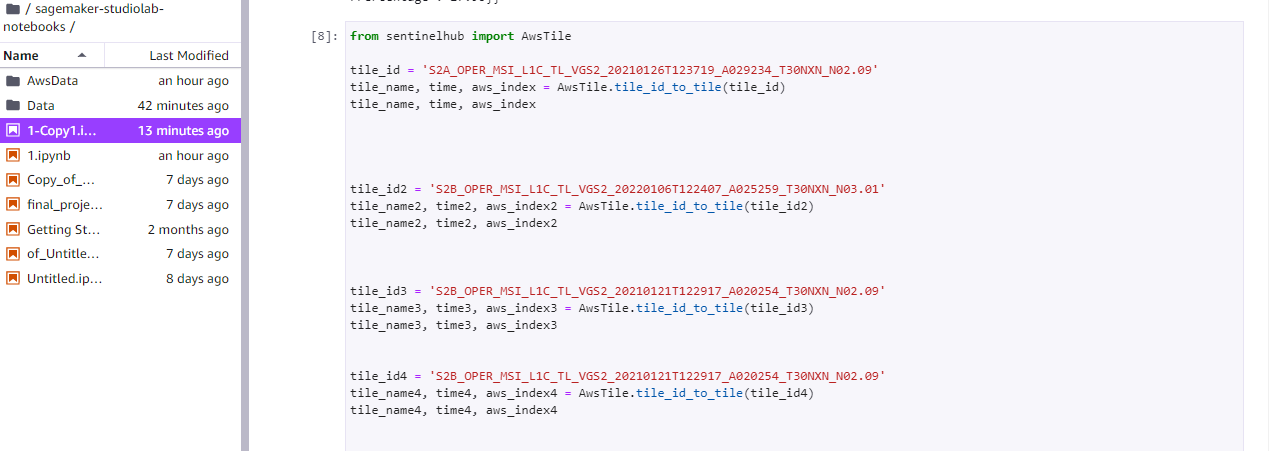 / sagemaker-studiolab-
notebooks /
Name Last Modified
AwsData an hour ago
Data 42 minutes ago
1-Copy1.i... 13 minutes ago
1.ipynb an hour ago
Copy_of_... 7 days ago
final_proje... 7 days ago
Getting St... 2 months ago
of_Untitle... 7 days ago
Untitled.ip... 8 days ago
[8]: from sentinelhub import AwsTile
tile_id = 'S2A_OPER_MSI_L1C_TL_VGS2_20210126T123719_A029234_T30NXN_N02.09'
tile_name, time, aws_index = AwsTile.tile_id_to_tile(tile_id)
tile_name, time, aws_index
tile_id2 = 'S2B_OPER_MSI_L1C_TL_VGS2_20220106T122407_A025259_T30NXN_N03.01'
tile_name2, time2, aws_index2 = AwsTile.tile_id_to_tile(tile_id2)
tile_name2, time2, aws_index2
tile_id3 = 'S2B_OPER_MSI_L1C_TL_VGS2_20210121T122917_A020254_T30NXN_N02.09'
tile_name3, time3, aws_index3 = AwsTile.tile_id_to_tile(tile_id3)
tile_name3, time3, aws_index3
tile_id4 = 'S2B_OPER_MSI_L1C_TL_VGS2_20210121T122917_A020254_T30NXN_N02.09'
tile_name4, time4, aws_index4 = AwsTile.tile_id_to_tile(tile_id4)
tile_name4, time4, aws_index4